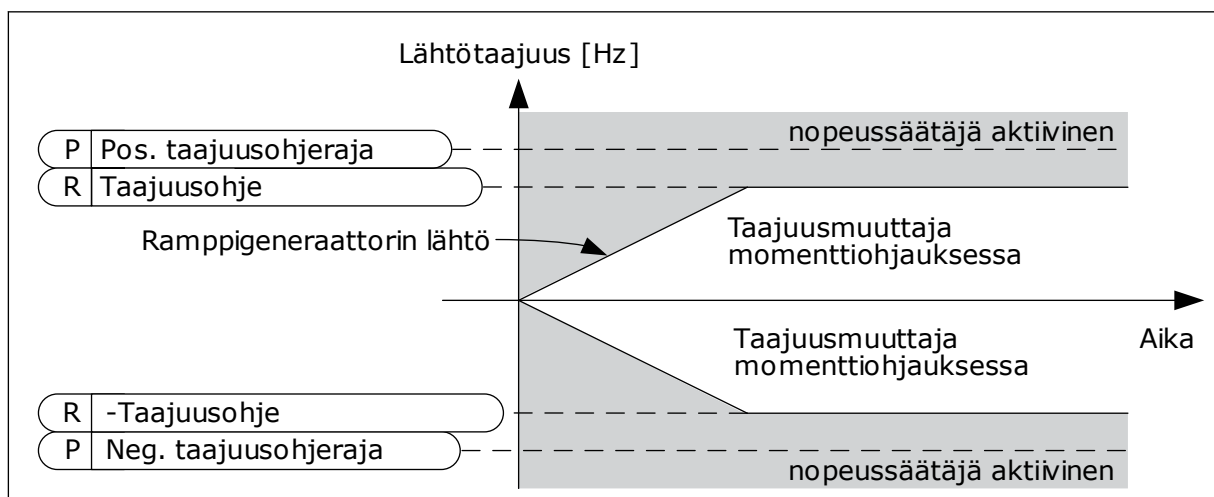 Lähtötaajuus [Hz]
nopeussäätäjä aktiivinen
P Pos. taajuusohjeraja
R Taajuusohje
Ramppigeneraattorin lähtö
Taajuusmuuttaja
momenttiohjauksessa
Taajuusmuuttaja
momenttiohjauksessa
Aika
R -Taajuusohje
P Neg. taajuusohjeraja
nopeussäätäjä aktiivinen